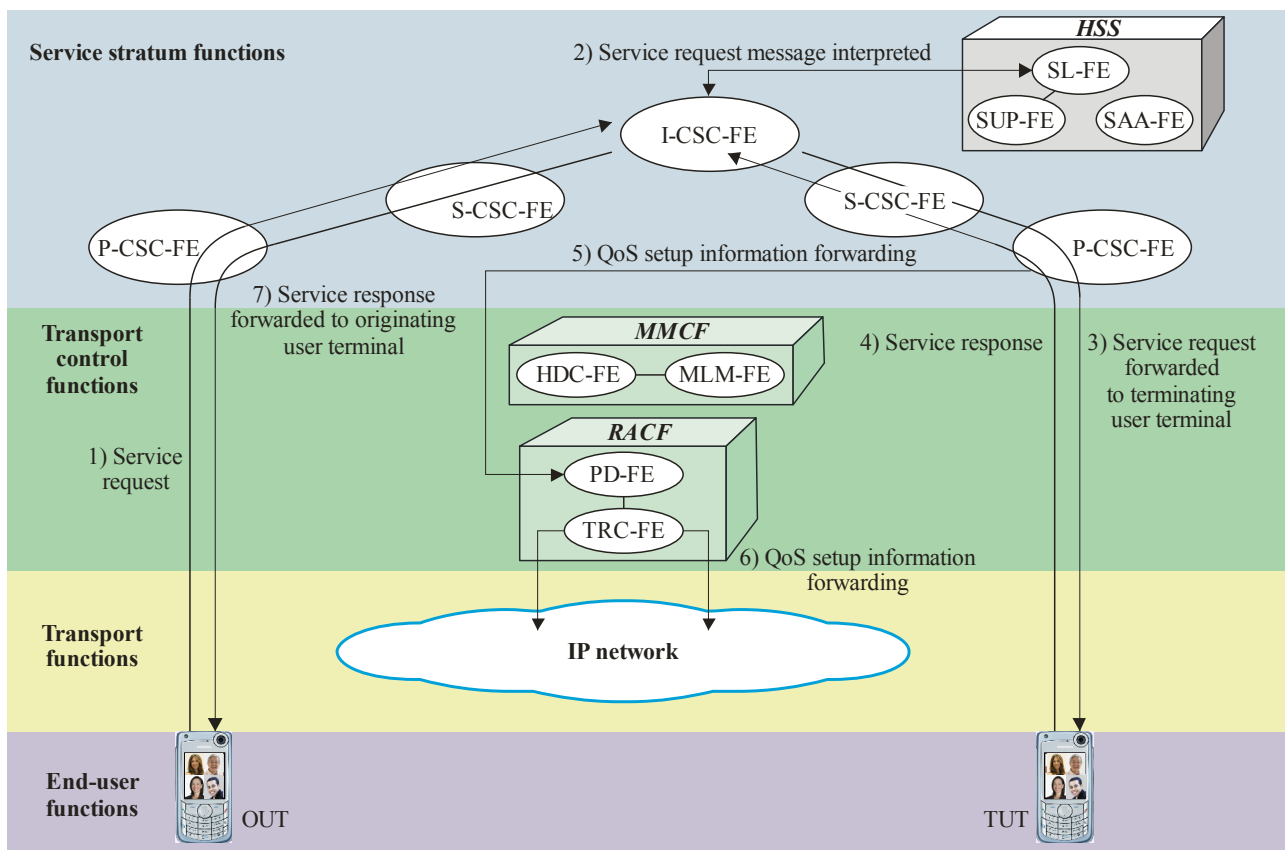 HSS
Service stratum functions
2) Service request message interpreted
SL-FE
SUP-FE
SAA-FE
I-CSC-FE
S-CSC-FE
S-CSC-FE
P-CSC-FE
P-CSC-FE
5) QoS setup information forwarding
7) Service response
forwarded to originating
user terminal
Transport
control
functions
MMCF
HDC-FE
MLM-FE
4) Service response
3) Service request
forwarded
to terminating
user terminal
RACF
1) Service
request
PD-FE
TRC-FE
6) QoS setup information
forwarding
Transport
functions
IP network
End-user
functions
OUT
TUT